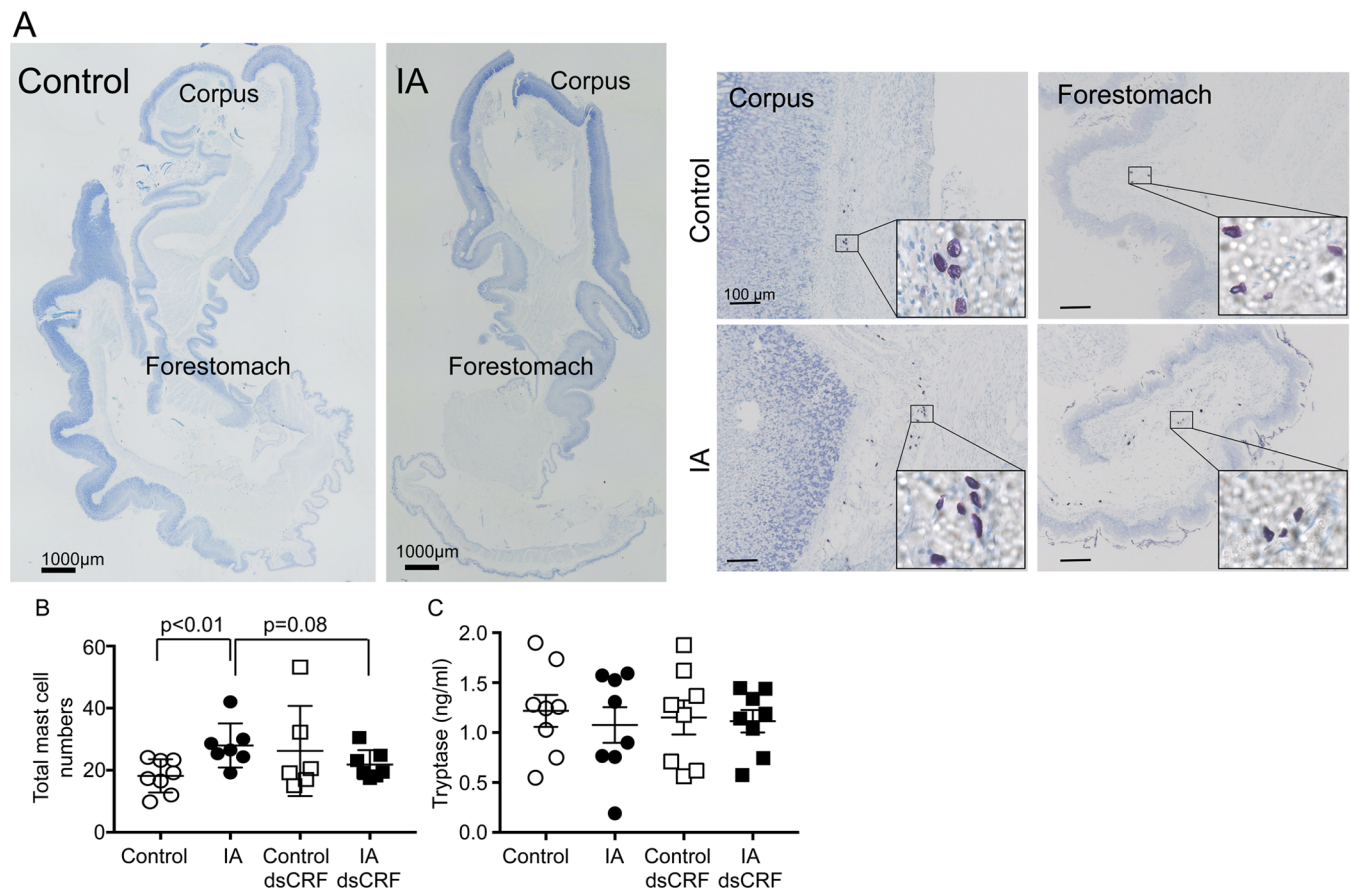 A
Control
Corpus
Forestomach
1000µm
IA
Corpus
Forestomach
1000µm
Corpus
Forestomach
Control
100 µm
IA
B
p<0.01
p=0.08
Total mast cell
numbers
60
40
20
0
Control
IA
Control
dsCRF
IA
dsCRF
C
Tryptase (ng/ml)
2.0
1.5
1.0
0.5
0.0
Control
IA
Control
dsCRF
IA
dsCRF